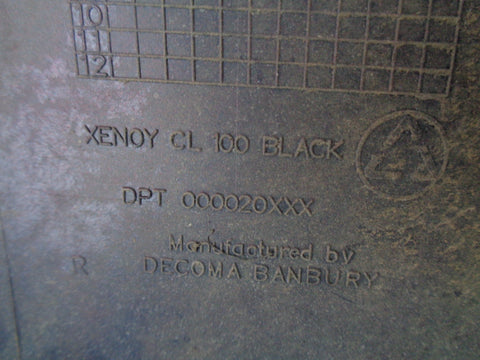 10
11
12
XENOY CL 100 BLACK
DPT 000020XXX
Manufactured by
R DECOMA BANBURY